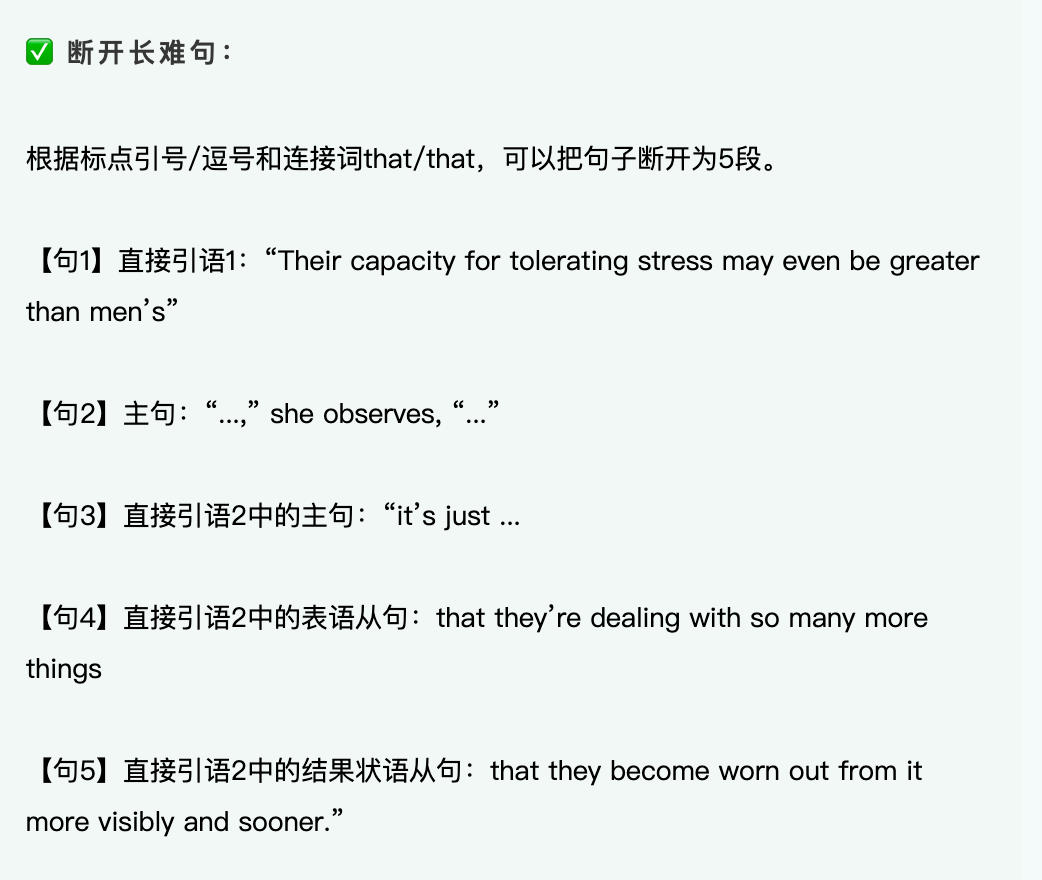 ✅ 断开长难句：
根据标点引号/逗号和连接词that/that，可以把句子断开为5段。
【句1】直接引语1：“Their capacity for tolerating stress may even be greater
than men’s”
【句2】主句：“...,” she observes, “...”
【句3】直接引语2中的主句：“it’s just ...
【句4】直接引语2中的表语从句：that they’re dealing with so many more
things
【句5】直接引语2中的结果状语从句：that they become worn out from it
more visibly and sooner.”